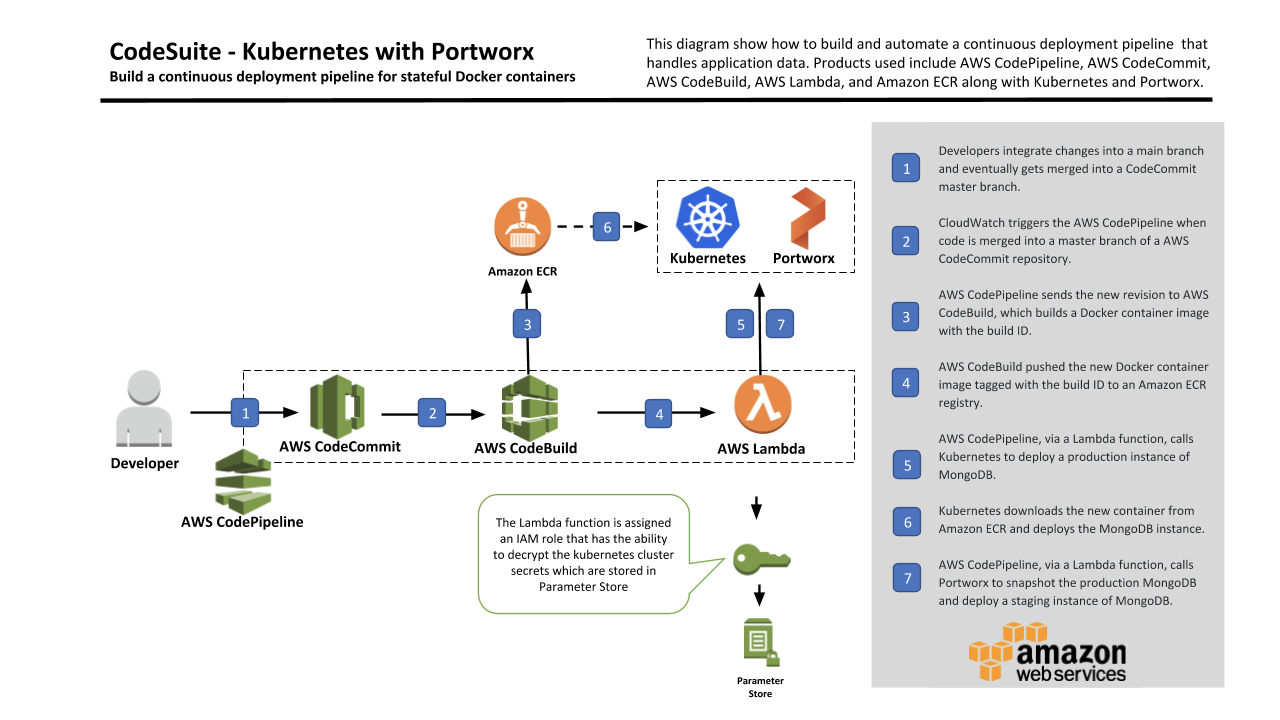 CodeSuite - Kubernetes with Portworx
Build a continuous deployment pipeline for stateful Docker containers
This diagram show how to build and automate a continuous deployment pipeline that
handles application data. Products used include AWS CodePipeline, AWS CodeCommit,
AWS CodeBuild, AWS Lambda, and Amazon ECR along with Kubernetes and Portworx.
6
Kubernetes
Portworx
Amazon ECR
3
5
7
1
2
4
AWS CodeCommit
AWS CodeBuild
AWS Lambda
Developer
AWS CodePipeline
The Lambda function is assigned
an IAM role that has the ability
to decrypt the kubernetes cluster
secrets which are stored in
Parameter Store
Parameter
Store
1
Developers integrate changes into a main branch
and eventually gets merged into a CodeCommit
master branch.
2
CloudWatch triggers the AWS CodePipeline when
code is merged into a master branch of a AWS
CodeCommit repository.
3
AWS CodePipeline sends the new revision to AWS
CodeBuild, which builds a Docker container image
with the build ID.
4
AWS CodeBuild pushed the new Docker container
image tagged with the build ID to an Amazon ECR
registry.
5
AWS CodePipeline, via a Lambda function, calls
Kubernetes to deploy a production instance of
MongoDB.
6
Kubernetes downloads the new container from
Amazon ECR and deploys the MongoDB instance.
7
AWS CodePipeline, via a Lambda function, calls
Portworx to snapshot the production MongoDB
and deploy a staging instance of MongoDB.
amazon
web services